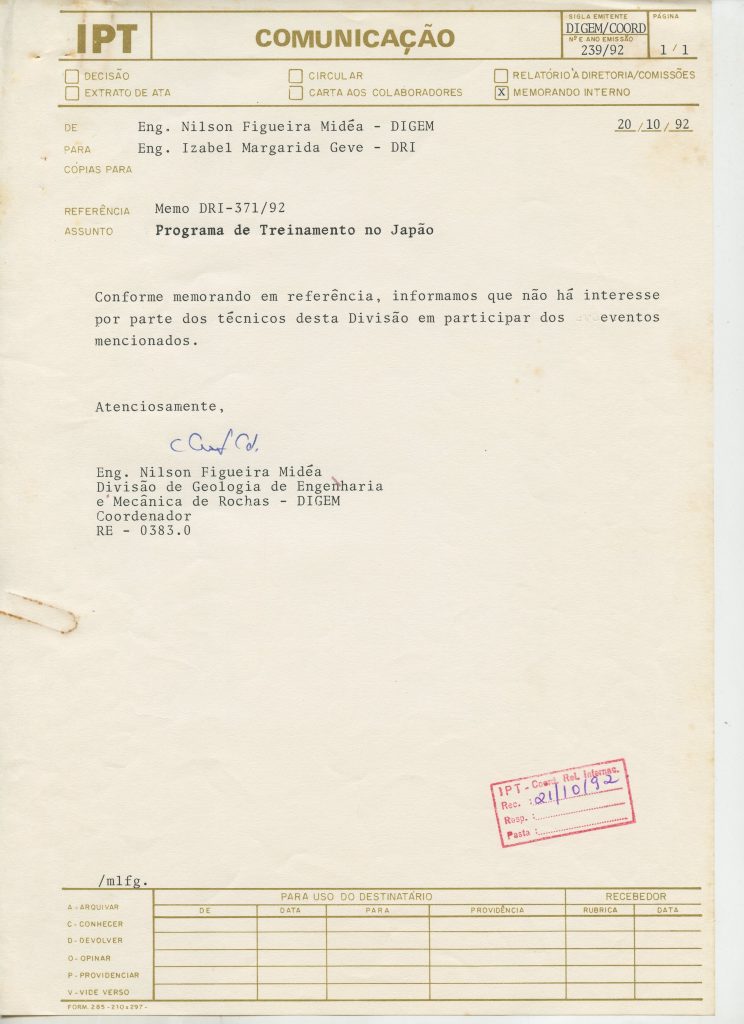 IPT
COMUNICAÇÃO
SIGLA EMITENTE
DIGEM/COORD
Nº E ANO EMISSÃO
239/92
PÁGINA
1 / 1
DECISÃO
EXTRATO DE ATA
CIRCULAR
CARTA AOS COLABORADORES
RELATÓRIO À DIRETORIA/COMISSÕES
X MEMORANDO INTERNO
DE Eng. Nilson Figueira Midéa - DIGEM 20 / 10 / 92
PARA Eng. Izabel Margarida Geve - DRI
CÓPIAS PARA
REFERÊNCIA Memo DRI-371/92
ASSUNTO Programa de Treinamento no Japão
Conforme memorando em referência, informamos que não há interesse
por parte dos técnicos desta Divisão em participar dos eventos
mencionados.
Atenciosamente,
Eng. Nilson Figueira Midéa
Divisão de Geologia de Engenharia
e Mecânica de Rochas - DIGEM
Coordenador
RE - 0383.0
IPT - Coord. Rel. Internac.
Rec. : 21/10/92
Resp. :
Pasta :
/mlfg.
A - ARQUIVAR
C - CONHECER
D - DEVOLVER
O - OPINAR
P - PROVIDENCIAR
V - VIDE VERSO
PARA USO DO DESTINATÁRIO
RECEBEDOR
DE DATA PARA PROVIDÊNCIA RUBRICA DATA
FORM. 285 - 210x297 -